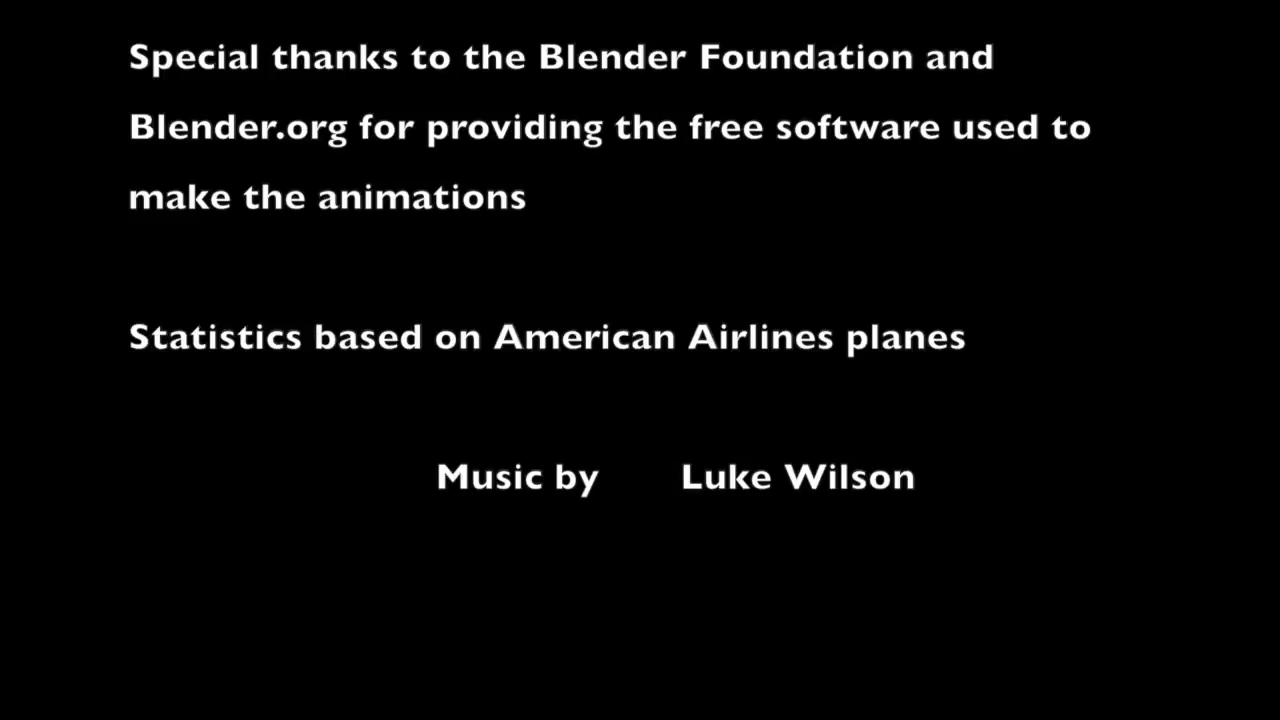 Special thanks to the Blender Foundation and
Blender.org for providing the free software used to
make the animations
Statistics based on American Airlines planes
Music by Luke Wilson